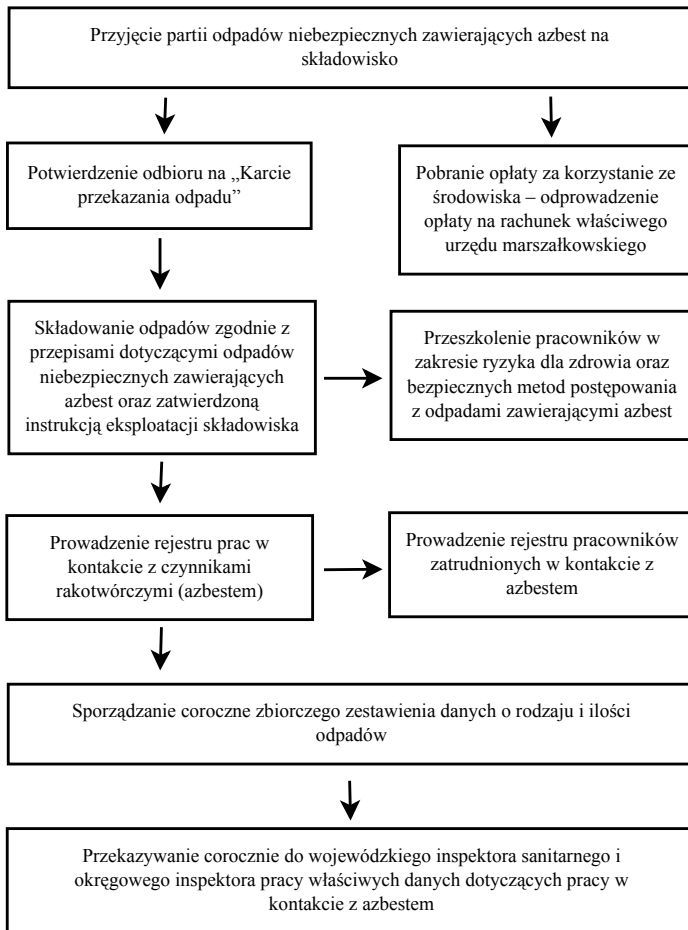 Przyjęcie partii odpadów niebezpiecznych zawierających azbest na
składowisko
Potwierdzenie odbioru na „Karcie
przekazania odpadu”
Pobranie opłaty za korzystanie ze
środowiska – odprowadzenie
opłaty na rachunek właściwego
urzędu marszałkowskiego
Składowanie odpadów zgodnie z
przepisami dotyczącymi odpadów
niebezpiecznych zawierających
azbest oraz zatwierdzoną
instrukcją eksploatacji składowiska
Przeszkolenie pracowników w
zakresie ryzyka dla zdrowia oraz
bezpiecznych metod postępowania
z odpadami zawierającymi azbest
Prowadzenie rejestru prac w
kontakcie z czynnikami
rakotwórczymi (azbestem)
Prowadzenie rejestru pracowników
zatrudnionych w kontakcie z
azbestem
Sporządzanie coroczne zbiorczego zestawienia danych o rodzaju i ilości
odpadów
Przekazywanie corocznie do wojewódzkiego inspektora sanitarnego i
okręgowego inspektora pracy właściwych danych dotyczących pracy w
kontakcie z azbestem